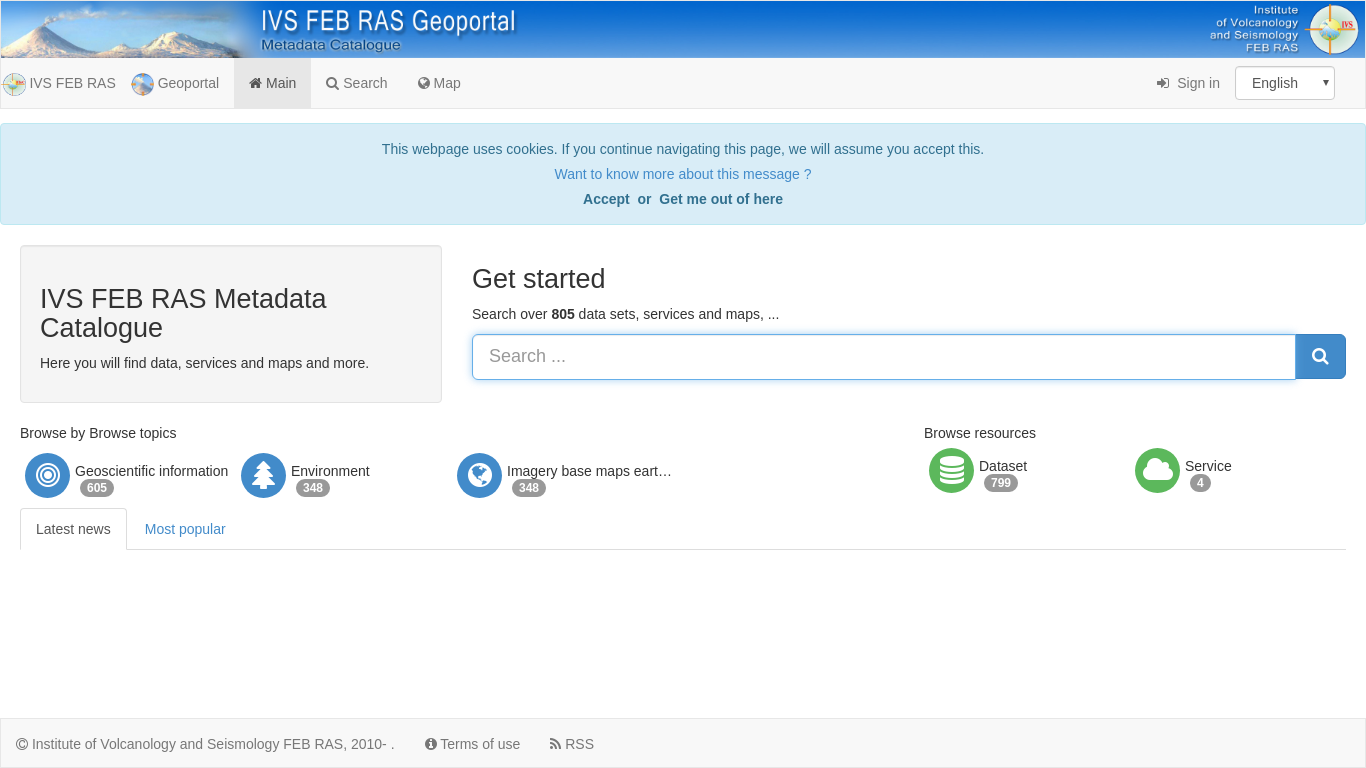 IVS FEB RAS Geoportal
Metadata Catalogue
Institute
of Volcanology
and Seismology
FEB RAS
IVS
IVS FEB RAS
Geoportal
Main
Search
Map
Sign in
English
This webpage uses cookies. If you continue navigating this page, we will assume you accept this.
Want to know more about this message ?
Accept or Get me out of here
IVS FEB RAS Metadata
Catalogue
Here you will find data, services and maps and more.
Get started
Search over 805 data sets, services and maps, ...
Search ...
Browse by Browse topics
Geoscientific information
605
Environment
348
Imagery base maps eart…
348
Browse resources
Dataset
799
Service
4
Latest news
Most popular
© Institute of Volcanology and Seismology FEB RAS, 2010- .
Terms of use
RSS